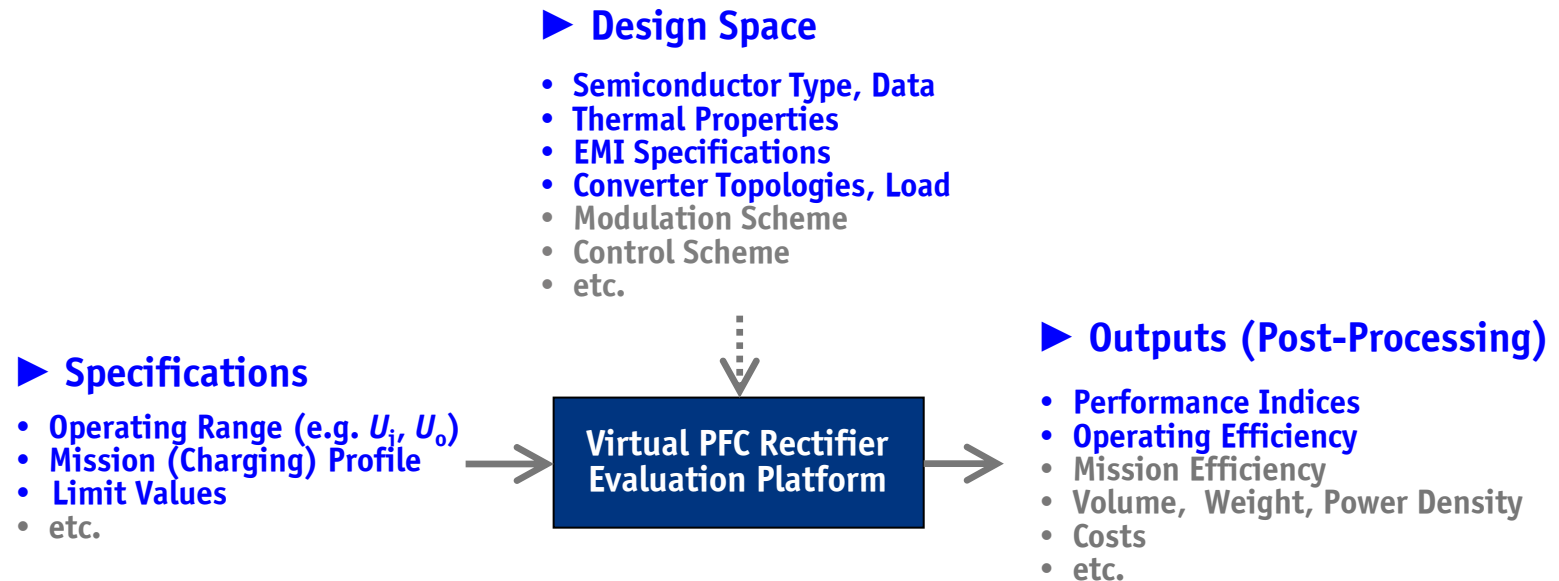 ► Design Space
• Semiconductor Type, Data
• Thermal Properties
• EMI Specifications
• Converter Topologies, Load
• Modulation Scheme
• Control Scheme
• etc.
► Specifications
• Operating Range (e.g. Ui, Uo)
• Mission (Charging) Profile
• Limit Values
• etc.
Virtual PFC Rectifier
Evaluation Platform
► Outputs (Post-Processing)
• Performance Indices
• Operating Efficiency
• Mission Efficiency
• Volume, Weight, Power Density
• Costs
• etc.